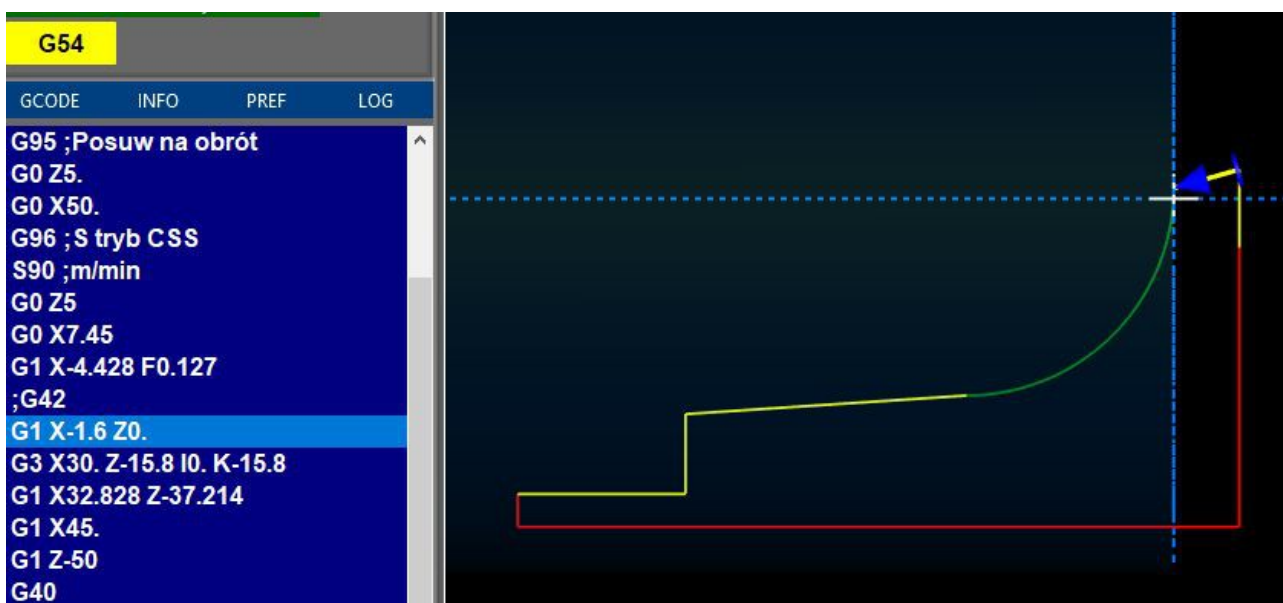 G54
GCODE INFO PREF LOG
G95 ;Posuw na obrót
G0 Z5.
G0 X50.
G96 ;S tryb CSS
S90 ;m/min
G0 Z5
G0 X7.45
G1 X-4.428 F0.127
;G42
G1 X-1.6 Z0.
G3 X30. Z-15.8 I0. K-15.8
G1 X32.828 Z-37.214
G1 X45.
G1 Z-50
G40